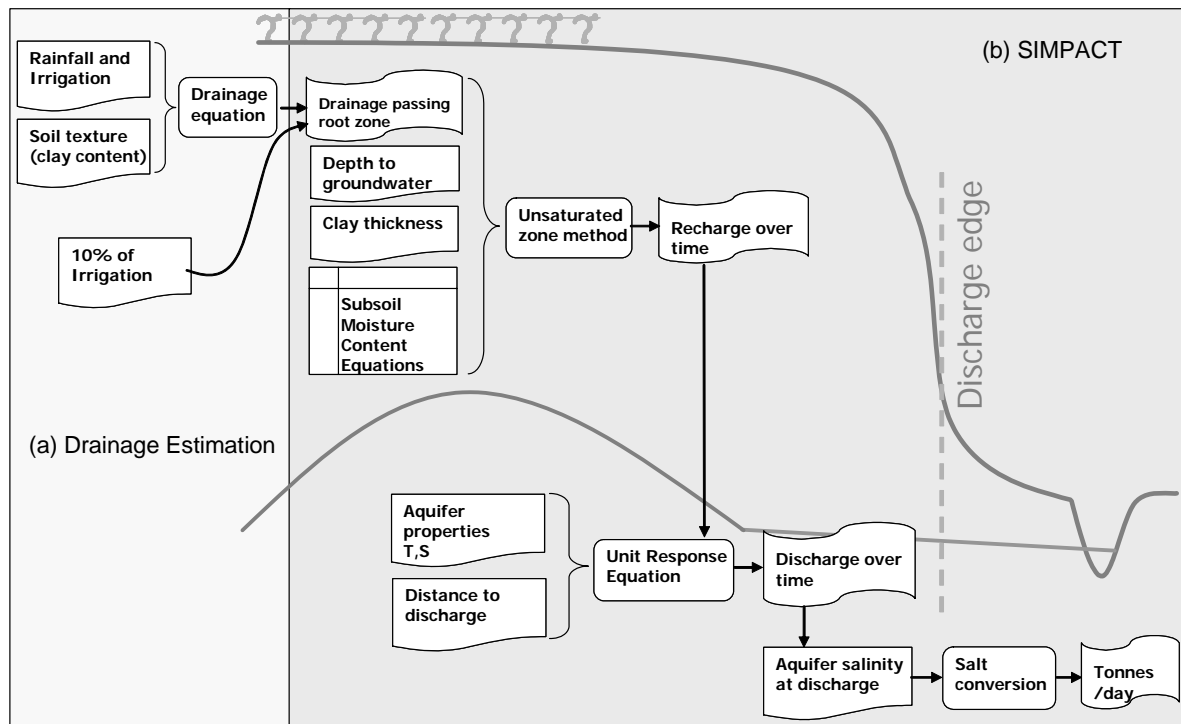 (b) SIMPACT
Rainfall and
Irrigation
Soil texture
(clay content)
Drainage
equation
Drainage passing
root zone
Depth to
groundwater
Clay thickness
Subsoil
Moisture
Content
Equations
10% of
Irrigation
Unsaturated
zone method
Recharge over
time
Discharge edge
(a) Drainage Estimation
Aquifer
properties
T,S
Distance to
discharge
Unit Response
Equation
Discharge over
time
Aquifer salinity
at discharge
Salt
conversion
Tonnes
/day